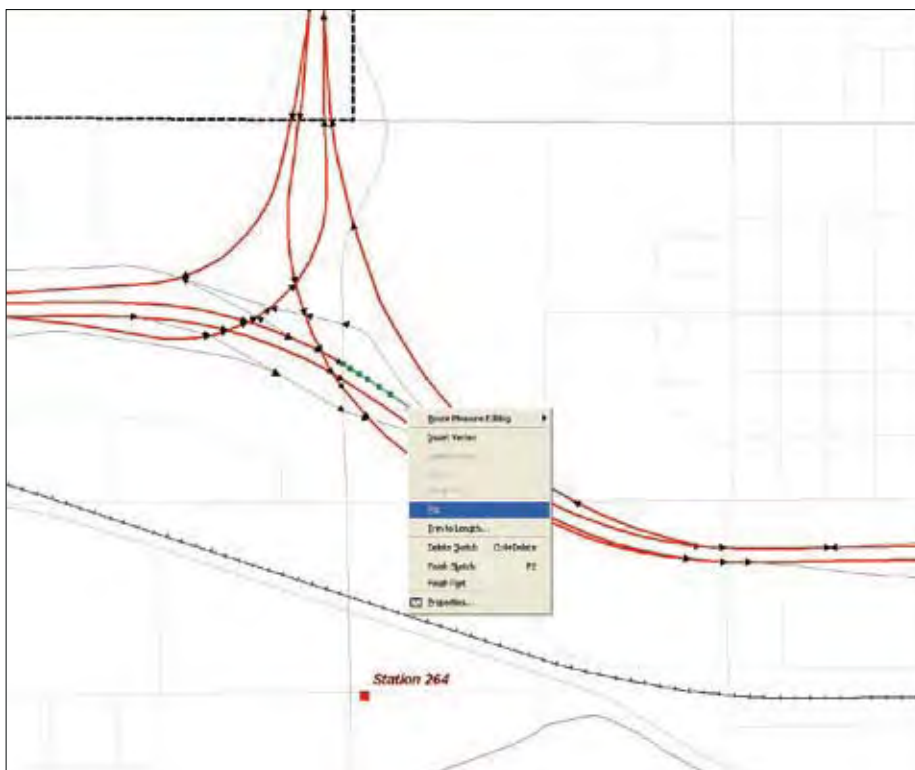 Route Measure Editing
Insert Vertex
Flip
Trim to Length...
Delete Sketch Ctrl+Delete
Finish Sketch F2
Finish Part
Properties...
Station 264